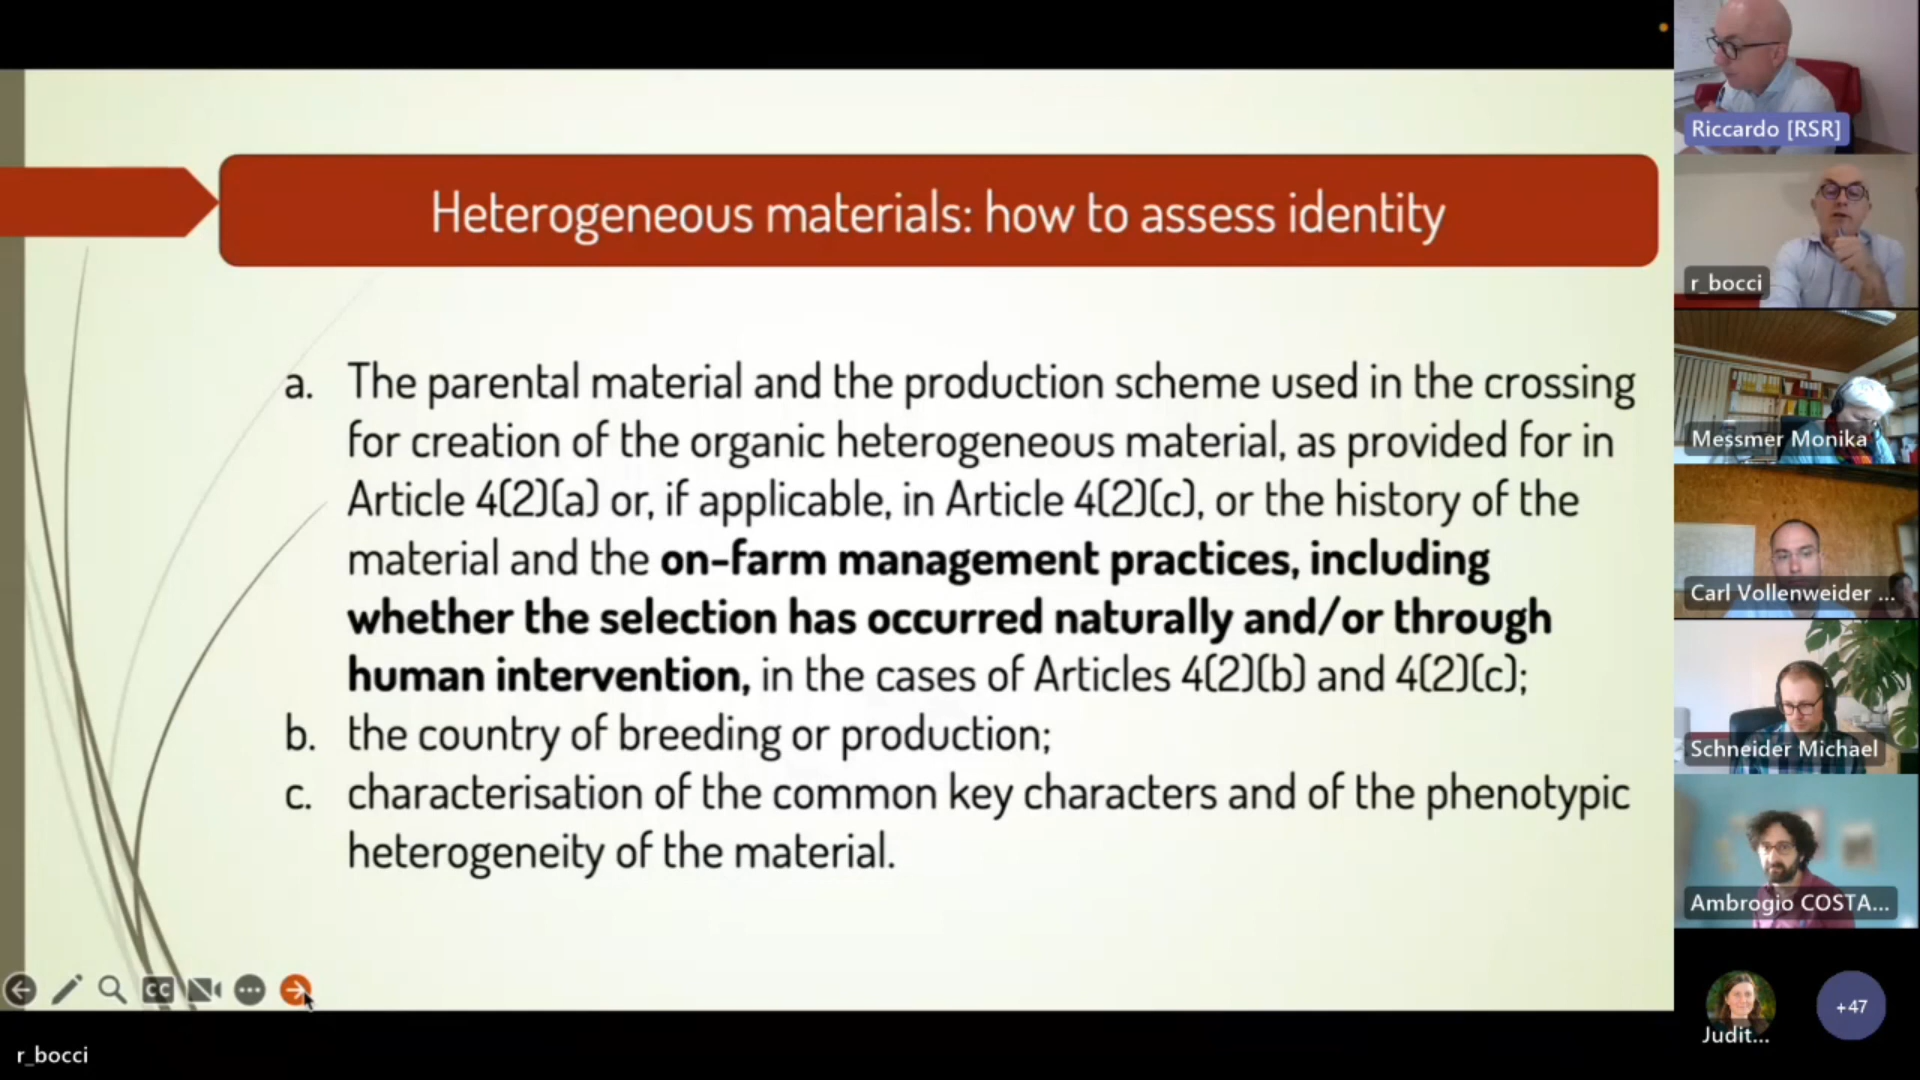 Heterogeneous materials: how to assess identity
a. The parental material and the production scheme used in the crossing
for creation of the organic heterogeneous material, as provided for in
Article 4(2)(a) or, if applicable, in Article 4(2)(c), or the history of the
material and the on-farm management practices, including
whether the selection has occurred naturally and/or through
human intervention, in the cases of Articles 4(2)(b) and 4(2)(c);
b. the country of breeding or production;
c. characterisation of the common key characters and of the phenotypic
heterogeneity of the material.
CC
r_bocci
Riccardo [RSR]
r_bocci
Messmer Monika
Carl Vollenweider ...
Schneider Michael
Ambrogio COSTA...
Judit...
+47